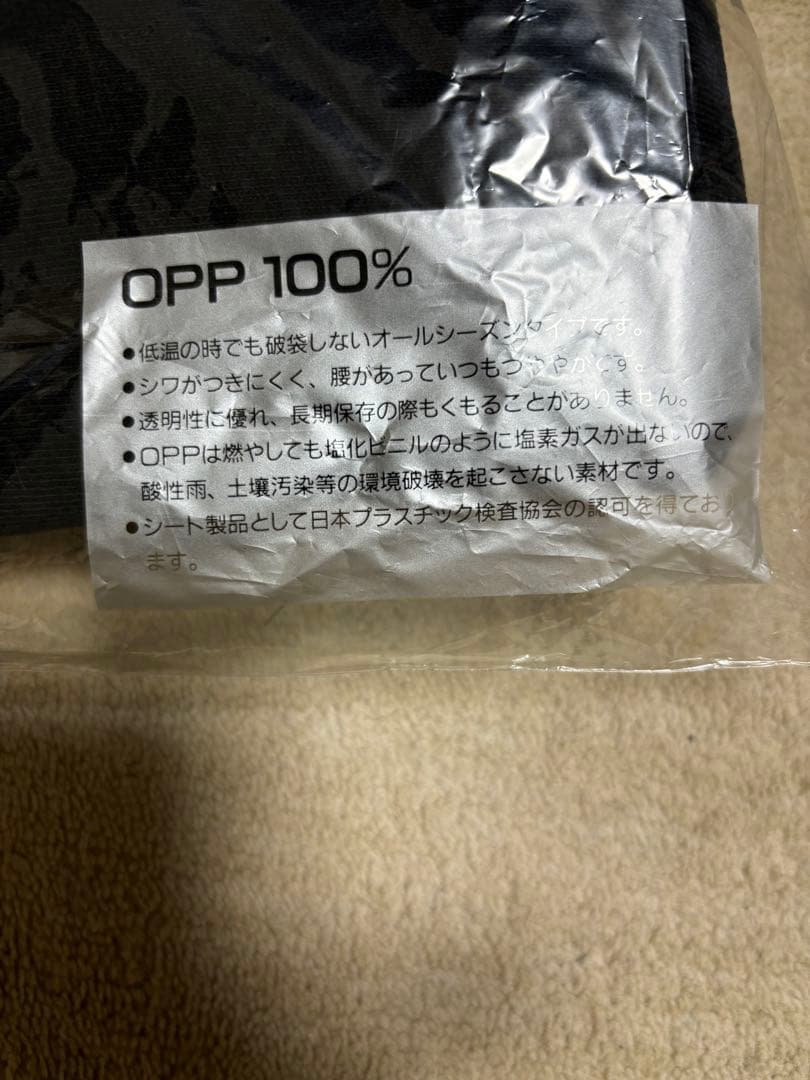 OPP 100%
●低温の時でも破袋しないオールシーズンタイプです。
●シワがつきにくく、腰があっていつもつややかです。
●透明性に優れ、長期保存の際もくもることがありません。
●OPPは燃やしても塩化ビニルのように塩素ガスが出ないので、
酸性雨、土壌汚染等の環境破壊を起こさない素材です。
●シート製品として日本プラスチック検査協会の認可を得てお
ます。